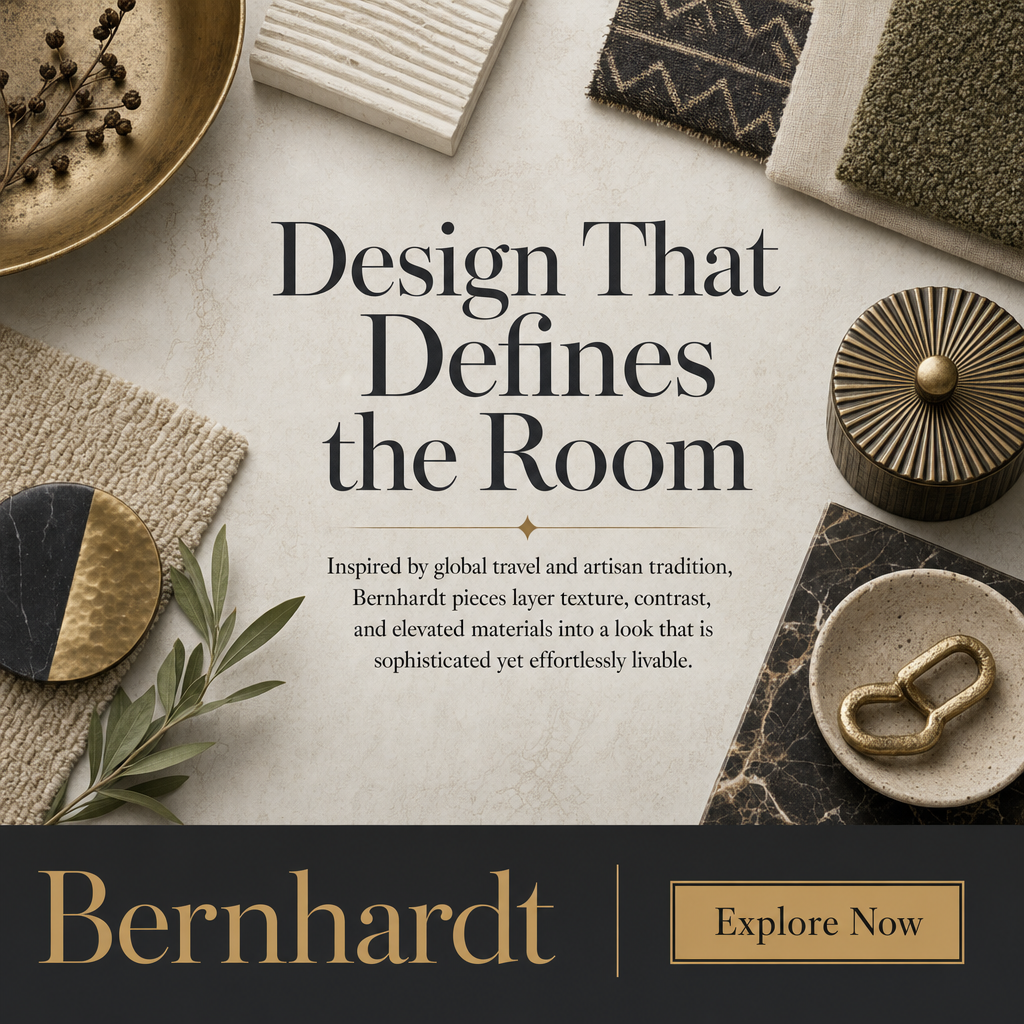 Design That
Defines
the Room
Inspired by global travel and artisan tradition,
Bernhardt pieces layer texture, contrast,
and elevated materials into a look that is
sophisticated yet effortlessly livable.
Bernhardt
Explore Now